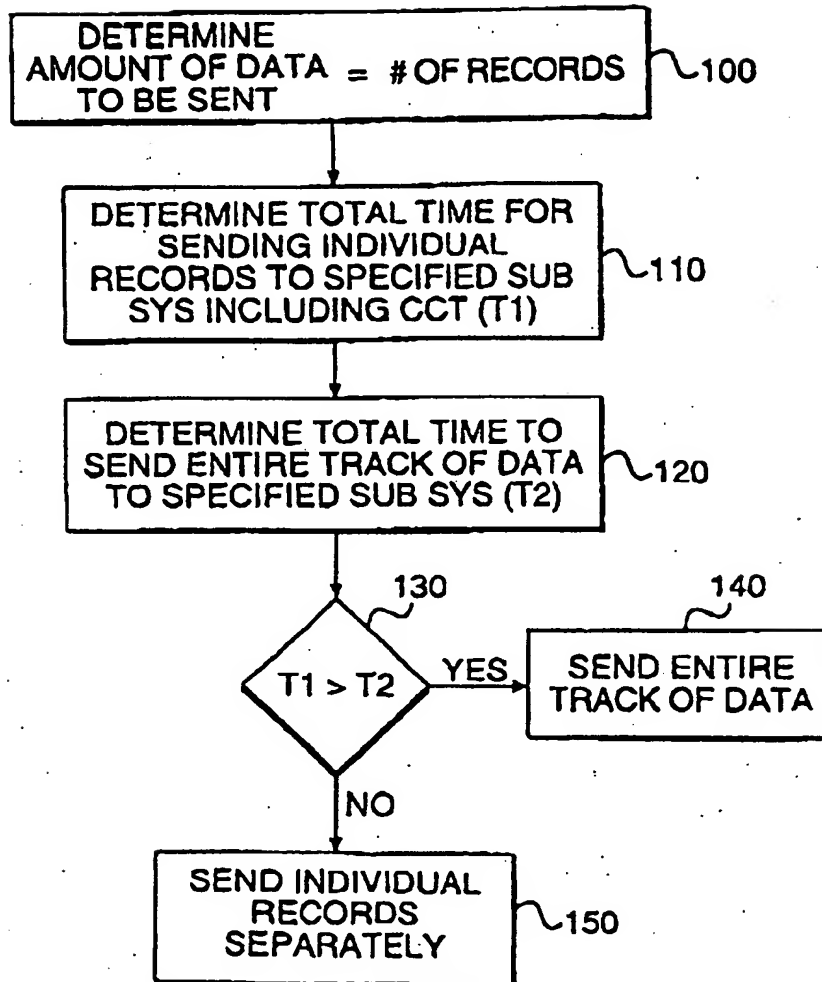 DETERMINE
AMOUNT OF DATA = # OF RECORDS
TO BE SENT
100
DETERMINE TOTAL TIME FOR
SENDING INDIVIDUAL
RECORDS TO SPECIFIED SUB
SYS INCLUDING CCT (T1)
110
DETERMINE TOTAL TIME TO
SEND ENTIRE TRACK OF DATA
TO SPECIFIED SUB SYS (T2)
120
130
T1 > T2
YES
140
SEND ENTIRE
TRACK OF DATA
NO
SEND INDIVIDUAL
RECORDS
SEPARATELY
150